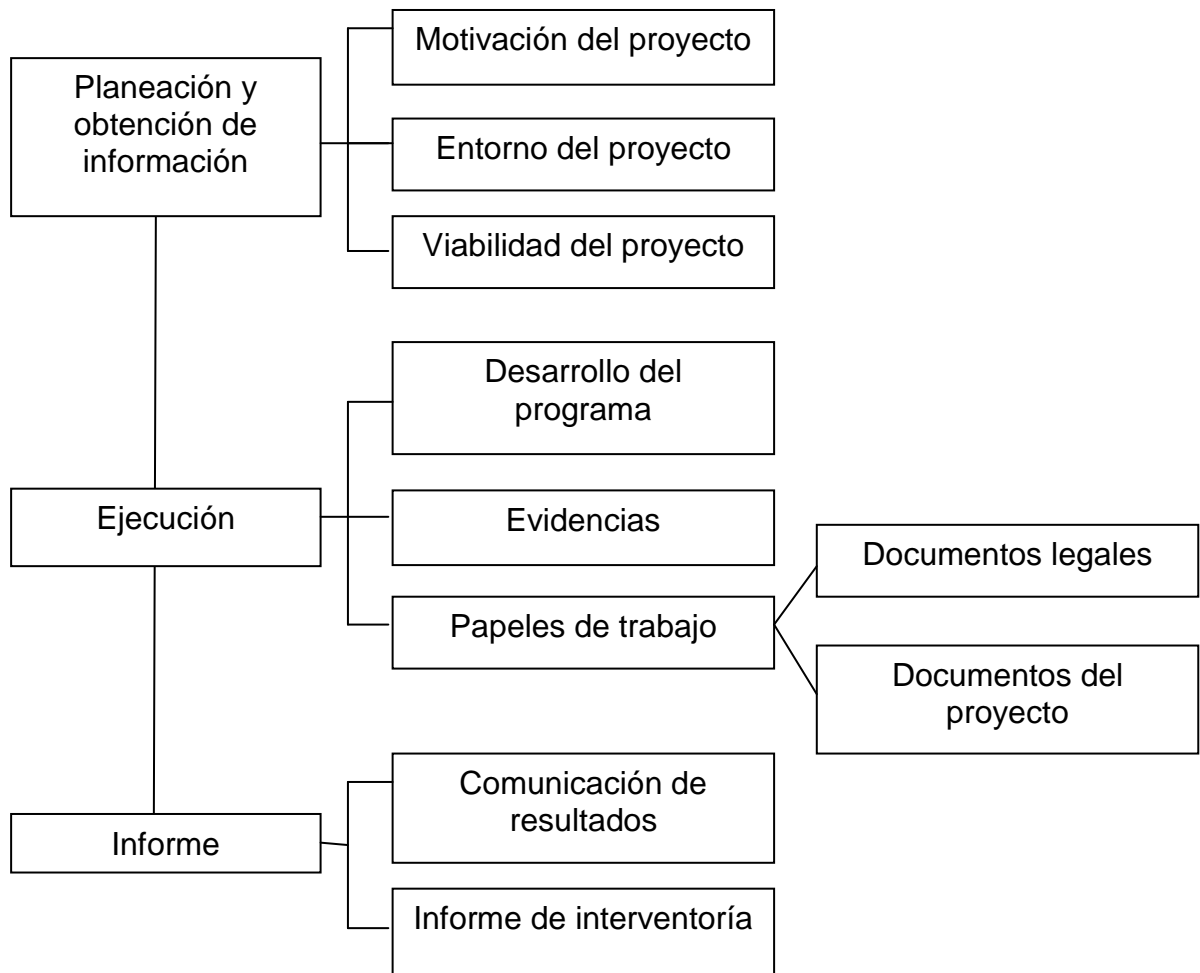 Planeación y
obtención de
información
Motivación del proyecto
Entorno del proyecto
Viabilidad del proyecto
Ejecución
Desarrollo del
programa
Evidencias
Papeles de trabajo
Documentos legales
Documentos del
proyecto
Informe
Comunicación de
resultados
Informe de interventoría